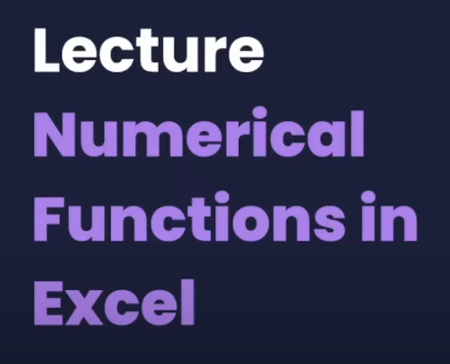 Lecture
Numerical
Functions in
Excel